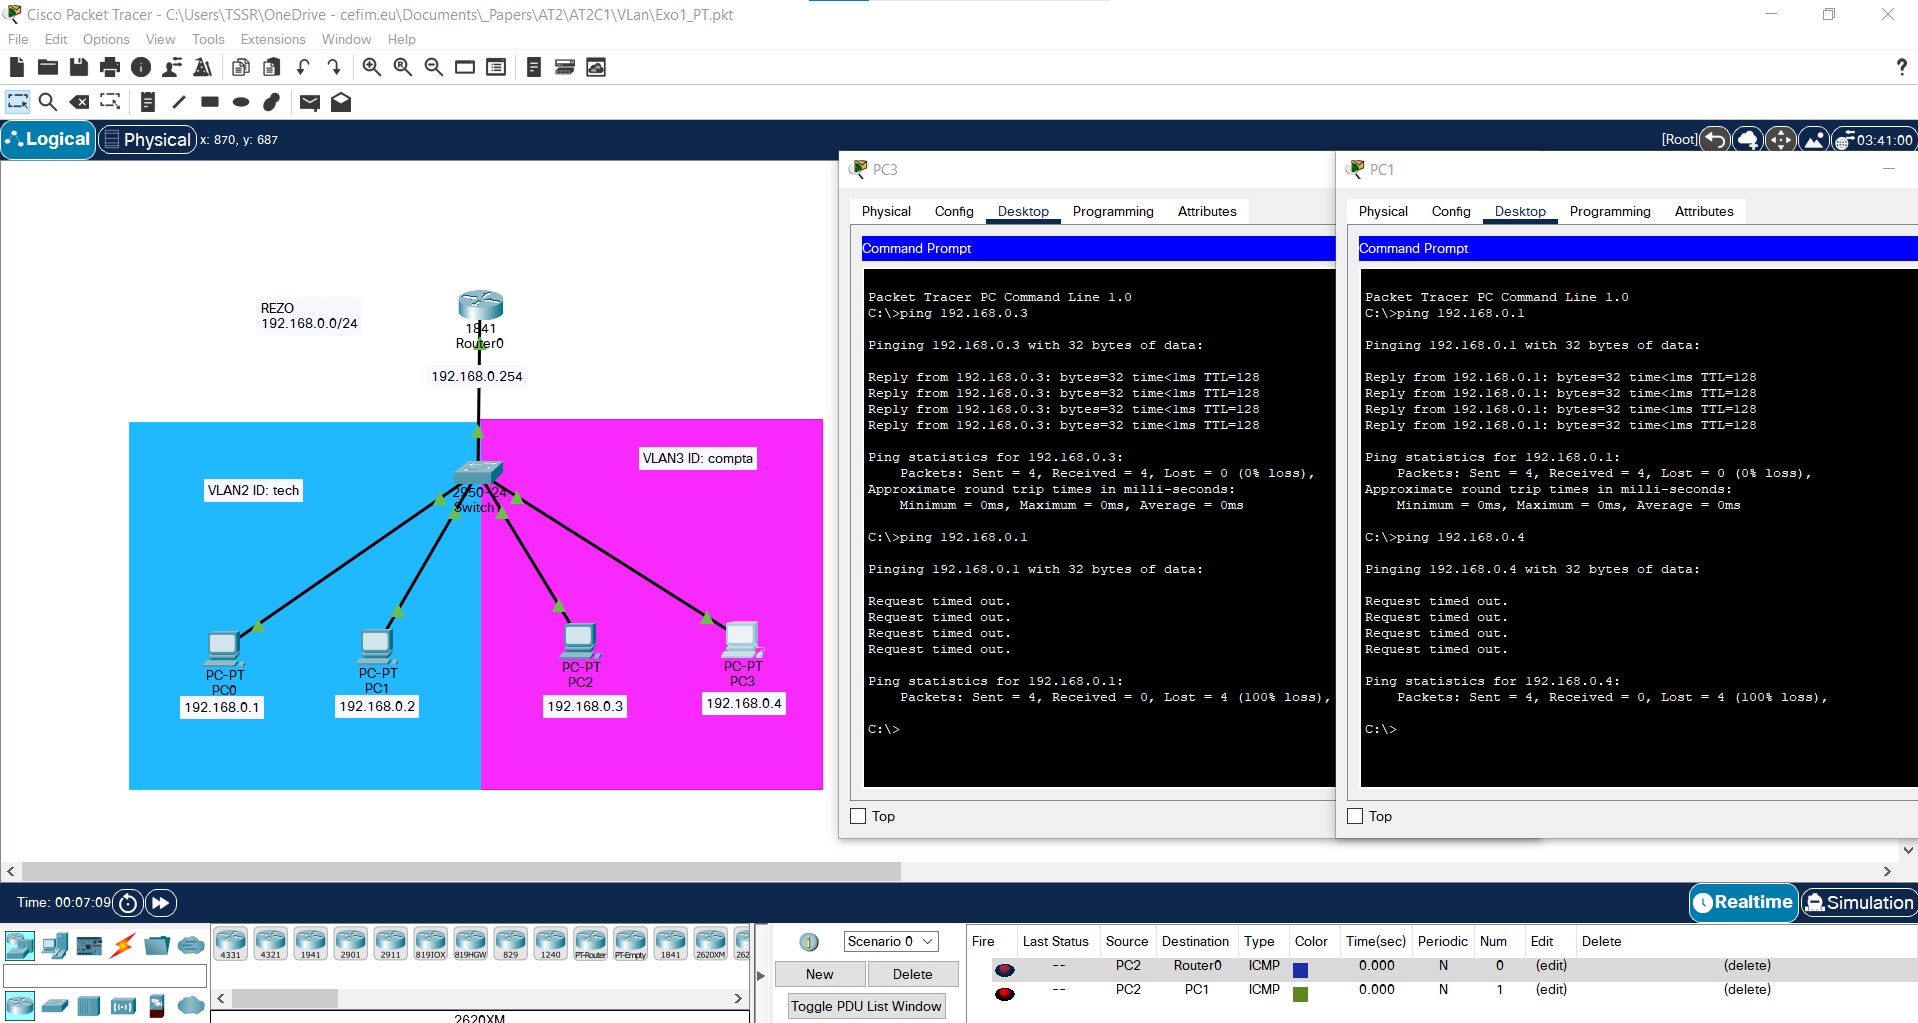 Cisco Packet Tracer - C:\Users\TSSR\OneDrive - cefim.eu\Documents\_Papers\AT2\AT2C1\VLan\Exo1_PT.pkt
File Edit Options View Tools Extensions Window Help
?
Logical Physical x: 870, y: 687
[Root] 03:41:00
REZO
192.168.0.0/24
1841
Router0
192.168.0.254
VLAN2 ID: tech
VLAN3 ID: compta
2950-24
Switch
PC-PT
PC0
192.168.0.1
PC-PT
PC1
192.168.0.2
PC-PT
PC2
192.168.0.3
PC-PT
PC3
192.168.0.4
PC3
Physical Config Desktop Programming Attributes
Command Prompt
Packet Tracer PC Command Line 1.0
C:\>ping 192.168.0.3
Pinging 192.168.0.3 with 32 bytes of data:
Reply from 192.168.0.3: bytes=32 time<1ms TTL=128
Reply from 192.168.0.3: bytes=32 time<1ms TTL=128
Reply from 192.168.0.3: bytes=32 time<1ms TTL=128
Reply from 192.168.0.3: bytes=32 time<1ms TTL=128
Ping statistics for 192.168.0.3:
Packets: Sent = 4, Received = 4, Lost = 0 (0% loss),
Approximate round trip times in milli-seconds:
Minimum = 0ms, Maximum = 0ms, Average = 0ms
C:\>ping 192.168.0.1
Pinging 192.168.0.1 with 32 bytes of data:
Request timed out.
Request timed out.
Request timed out.
Request timed out.
Ping statistics for 192.168.0.1:
Packets: Sent = 4, Received = 0, Lost = 4 (100% loss),
C:\>
Top
PC1
Physical Config Desktop Programming Attributes
Command Prompt
Packet Tracer PC Command Line 1.0
C:\>ping 192.168.0.1
Pinging 192.168.0.1 with 32 bytes of data:
Reply from 192.168.0.1: bytes=32 time<1ms TTL=128
Reply from 192.168.0.1: bytes=32 time<1ms TTL=128
Reply from 192.168.0.1: bytes=32 time<1ms TTL=128
Reply from 192.168.0.1: bytes=32 time<1ms TTL=128
Ping statistics for 192.168.0.1:
Packets: Sent = 4, Received = 4, Lost = 0 (0% loss),
Approximate round trip times in milli-seconds:
Minimum = 0ms, Maximum = 0ms, Average = 0ms
C:\>ping 192.168.0.4
Pinging 192.168.0.4 with 32 bytes of data:
Request timed out.
Request timed out.
Request timed out.
Request timed out.
Ping statistics for 192.168.0.4:
Packets: Sent = 4, Received = 0, Lost = 4 (100% loss),
C:\>
Top
Time: 00:07:09
Realtime Simulation
4331 4321 1941 2901 2911 819IOX 819HGW 829 1240 PT-Router PT-Empty 1841 2620XM 262
2620XM
Scenario 0
New Delete
Toggle PDU List Window
Fire Last Status Source Destination Type Color Time(sec) Periodic Num Edit Delete
-- PC2 Router0 ICMP 0.000 N 0 (edit) (delete)
-- PC2 PC1 ICMP 0.000 N 1 (edit) (delete)